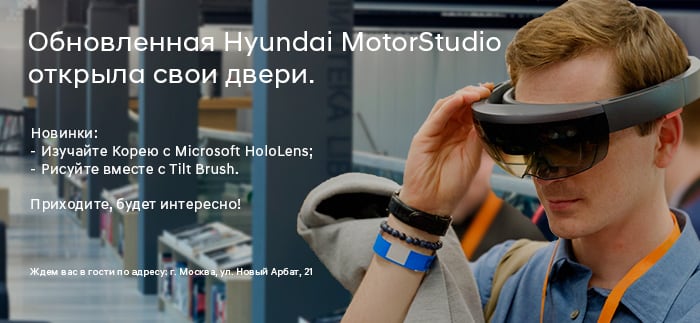 Обновленная Hyundai MotorStudio
открыла свои двери.
Новинки:
- Изучайте Корею с Microsoft HoloLens;
- Рисуйте вместе с Tilt Brush.
Приходите, будет интересно!
Ждем вас в гости по адресу: г. Москва, ул. Новый Арбат, 21